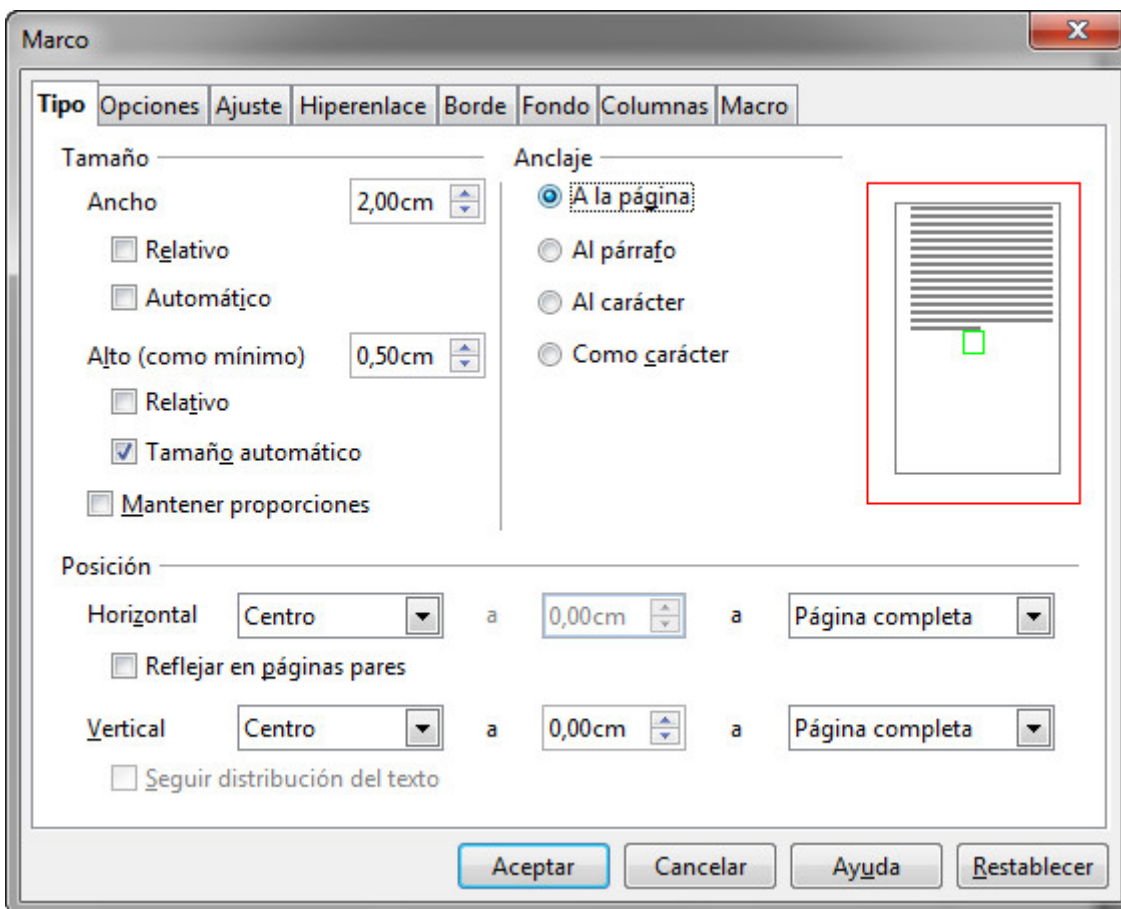 Marco
Tipo Opciones Ajuste Hiperenlace Borde Fondo Columnas Macro
Tamaño
Ancho 2,00cm
Relativo
Automático
Alto (como mínimo) 0,50cm
Relativo
Tamaño automático
Mantener proporciones
Anclaje
A la página
Al párrafo
Al carácter
Como carácter
Posición
Horizontal Centro a 0,00cm a Página completa
Reflejar en páginas pares
Vertical Centro a 0,00cm a Página completa
Seguir distribución del texto
Aceptar Cancelar Ayuda Restablecer